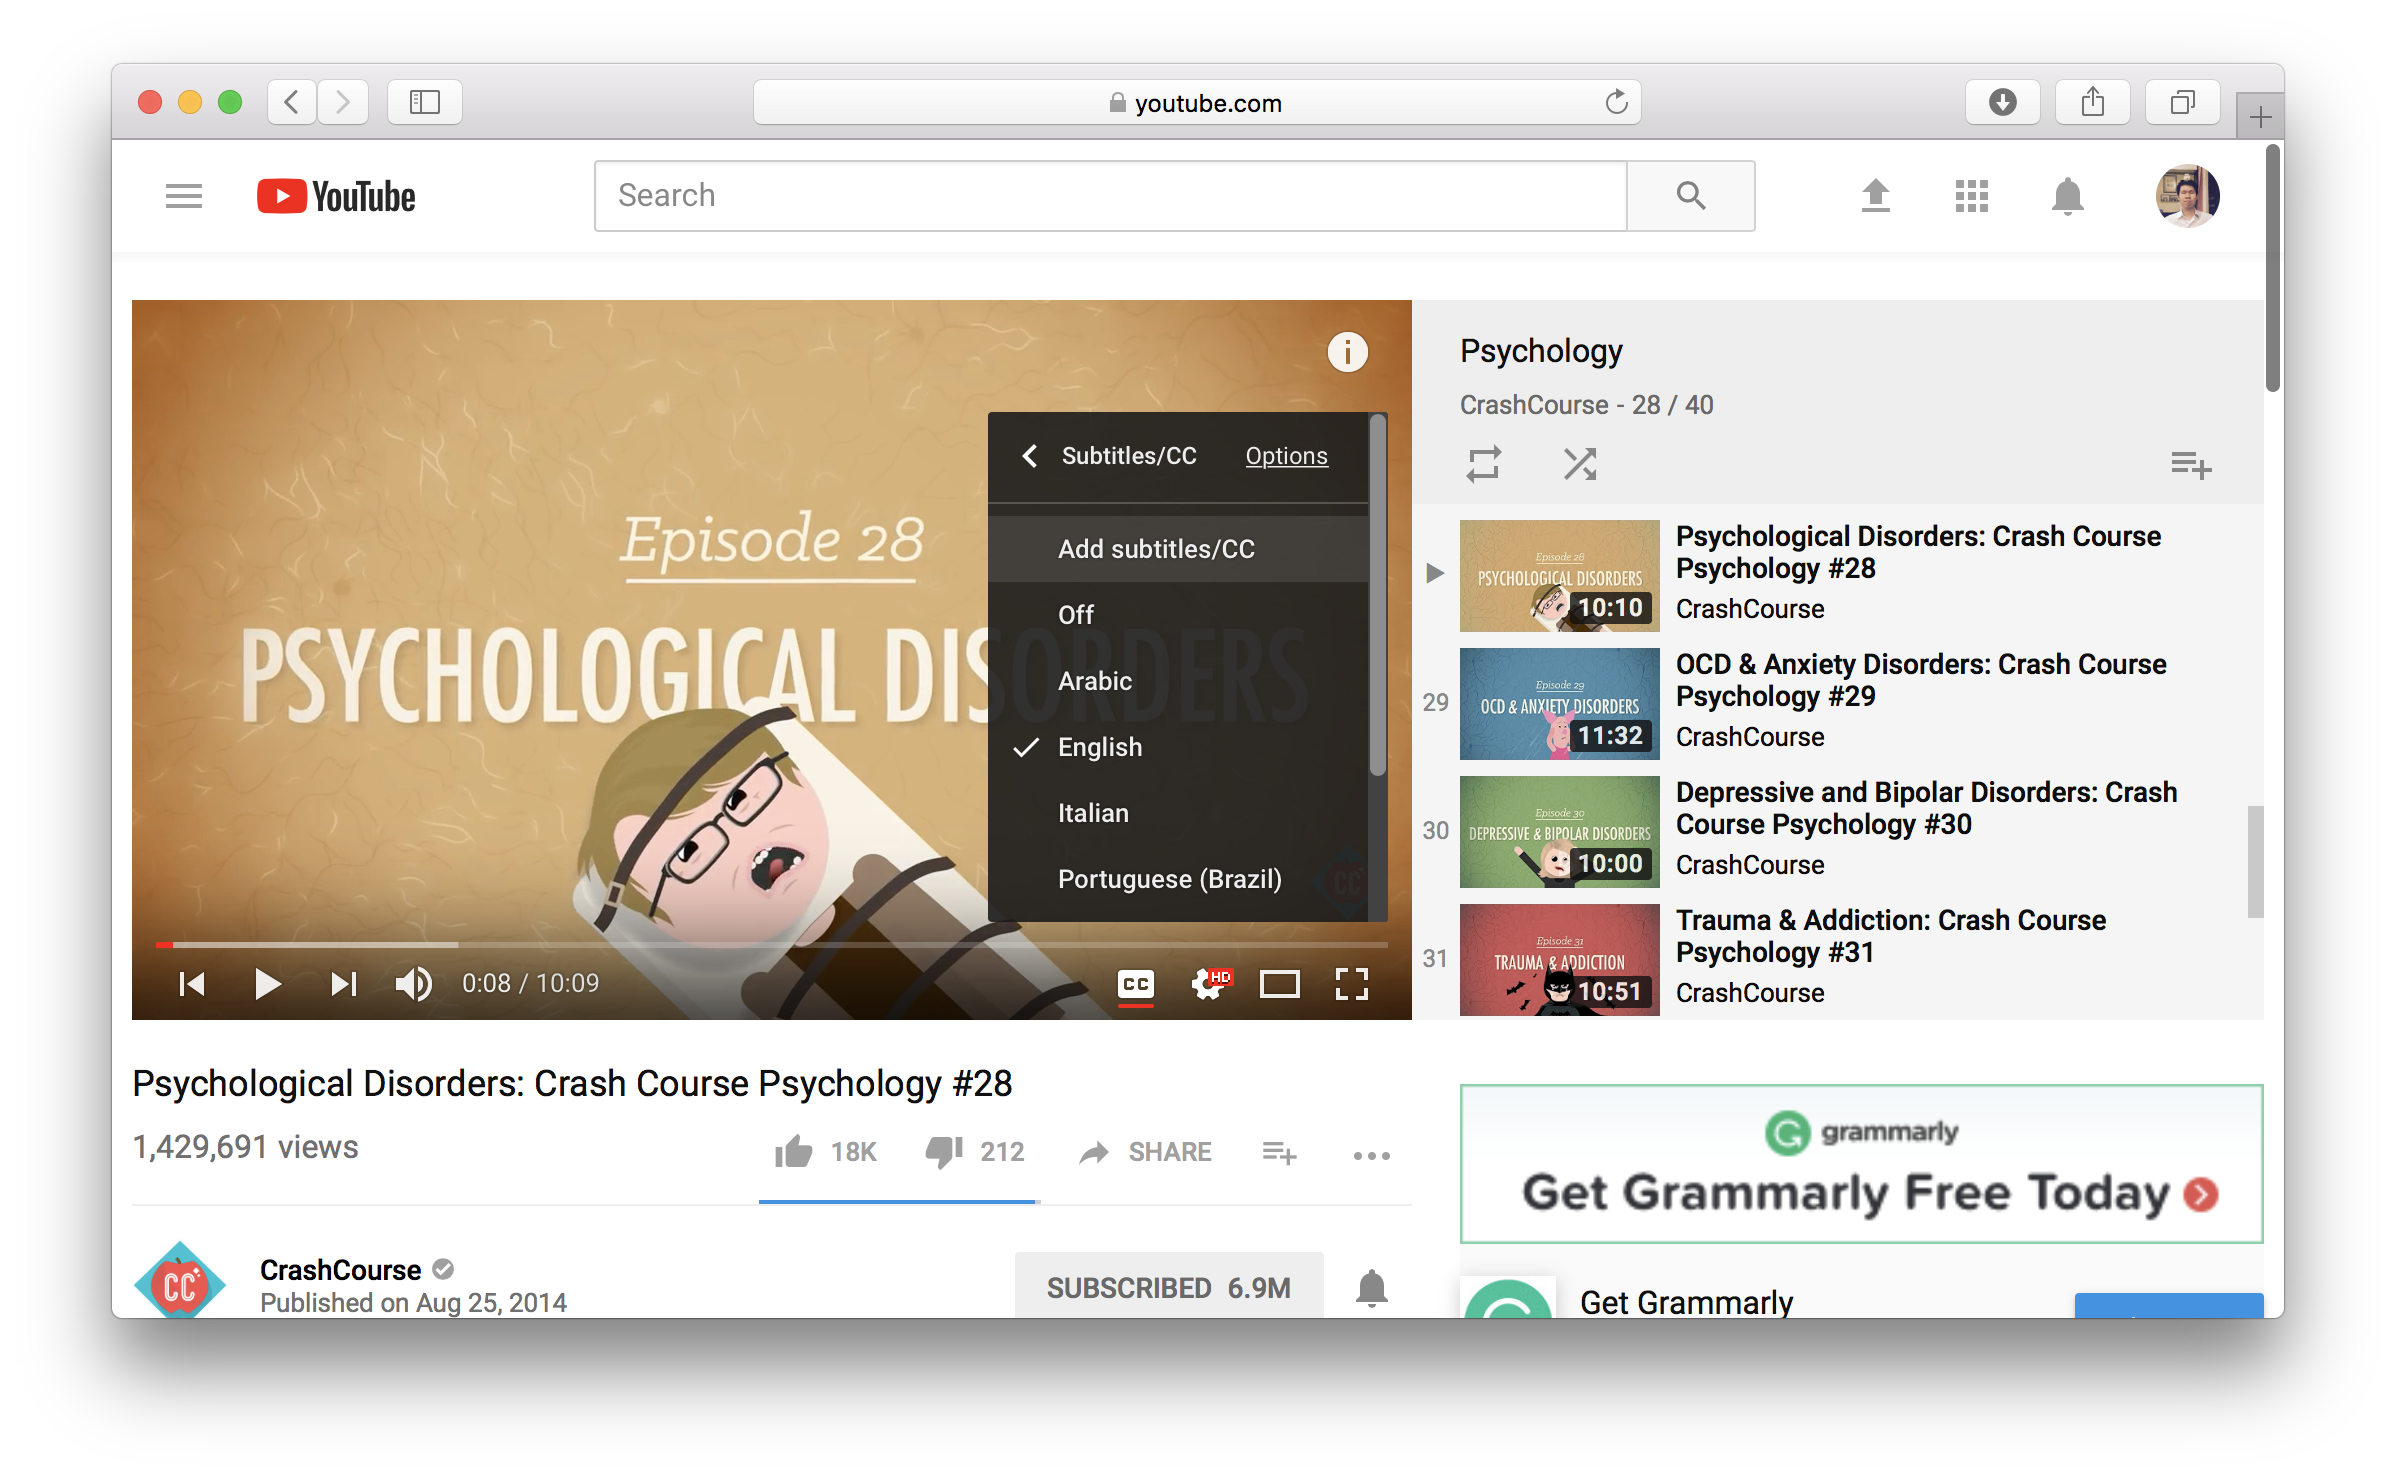 youtube.com
YouTube
Search
Episode 28
PSYCHOLOGICAL DISORDERS
Subtitles/CC Options
Add subtitles/CC
Off
Arabic
English
Italian
Portuguese (Brazil)
CC
0:08 / 10:09
CC HD
Psychology
CrashCourse - 28 / 40
Episode 28
PSYCHOLOGICAL DISORDERS
10:10
Psychological Disorders: Crash Course
Psychology #28
CrashCourse
29
Episode 29
OCD & ANXIETY DISORDERS
11:32
OCD & Anxiety Disorders: Crash Course
Psychology #29
CrashCourse
30
Episode 30
DEPRESSIVE & BIPOLAR DISORDERS
10:00
Depressive and Bipolar Disorders: Crash
Course Psychology #30
CrashCourse
31
Episode 31
TRAUMA & ADDICTION
10:51
Trauma & Addiction: Crash Course
Psychology #31
CrashCourse
Psychological Disorders: Crash Course Psychology #28
1,429,691 views
18K 212 SHARE
CC
CrashCourse
Published on Aug 25, 2014
SUBSCRIBED 6.9M
grammarly
Get Grammarly Free Today
Get Grammarly